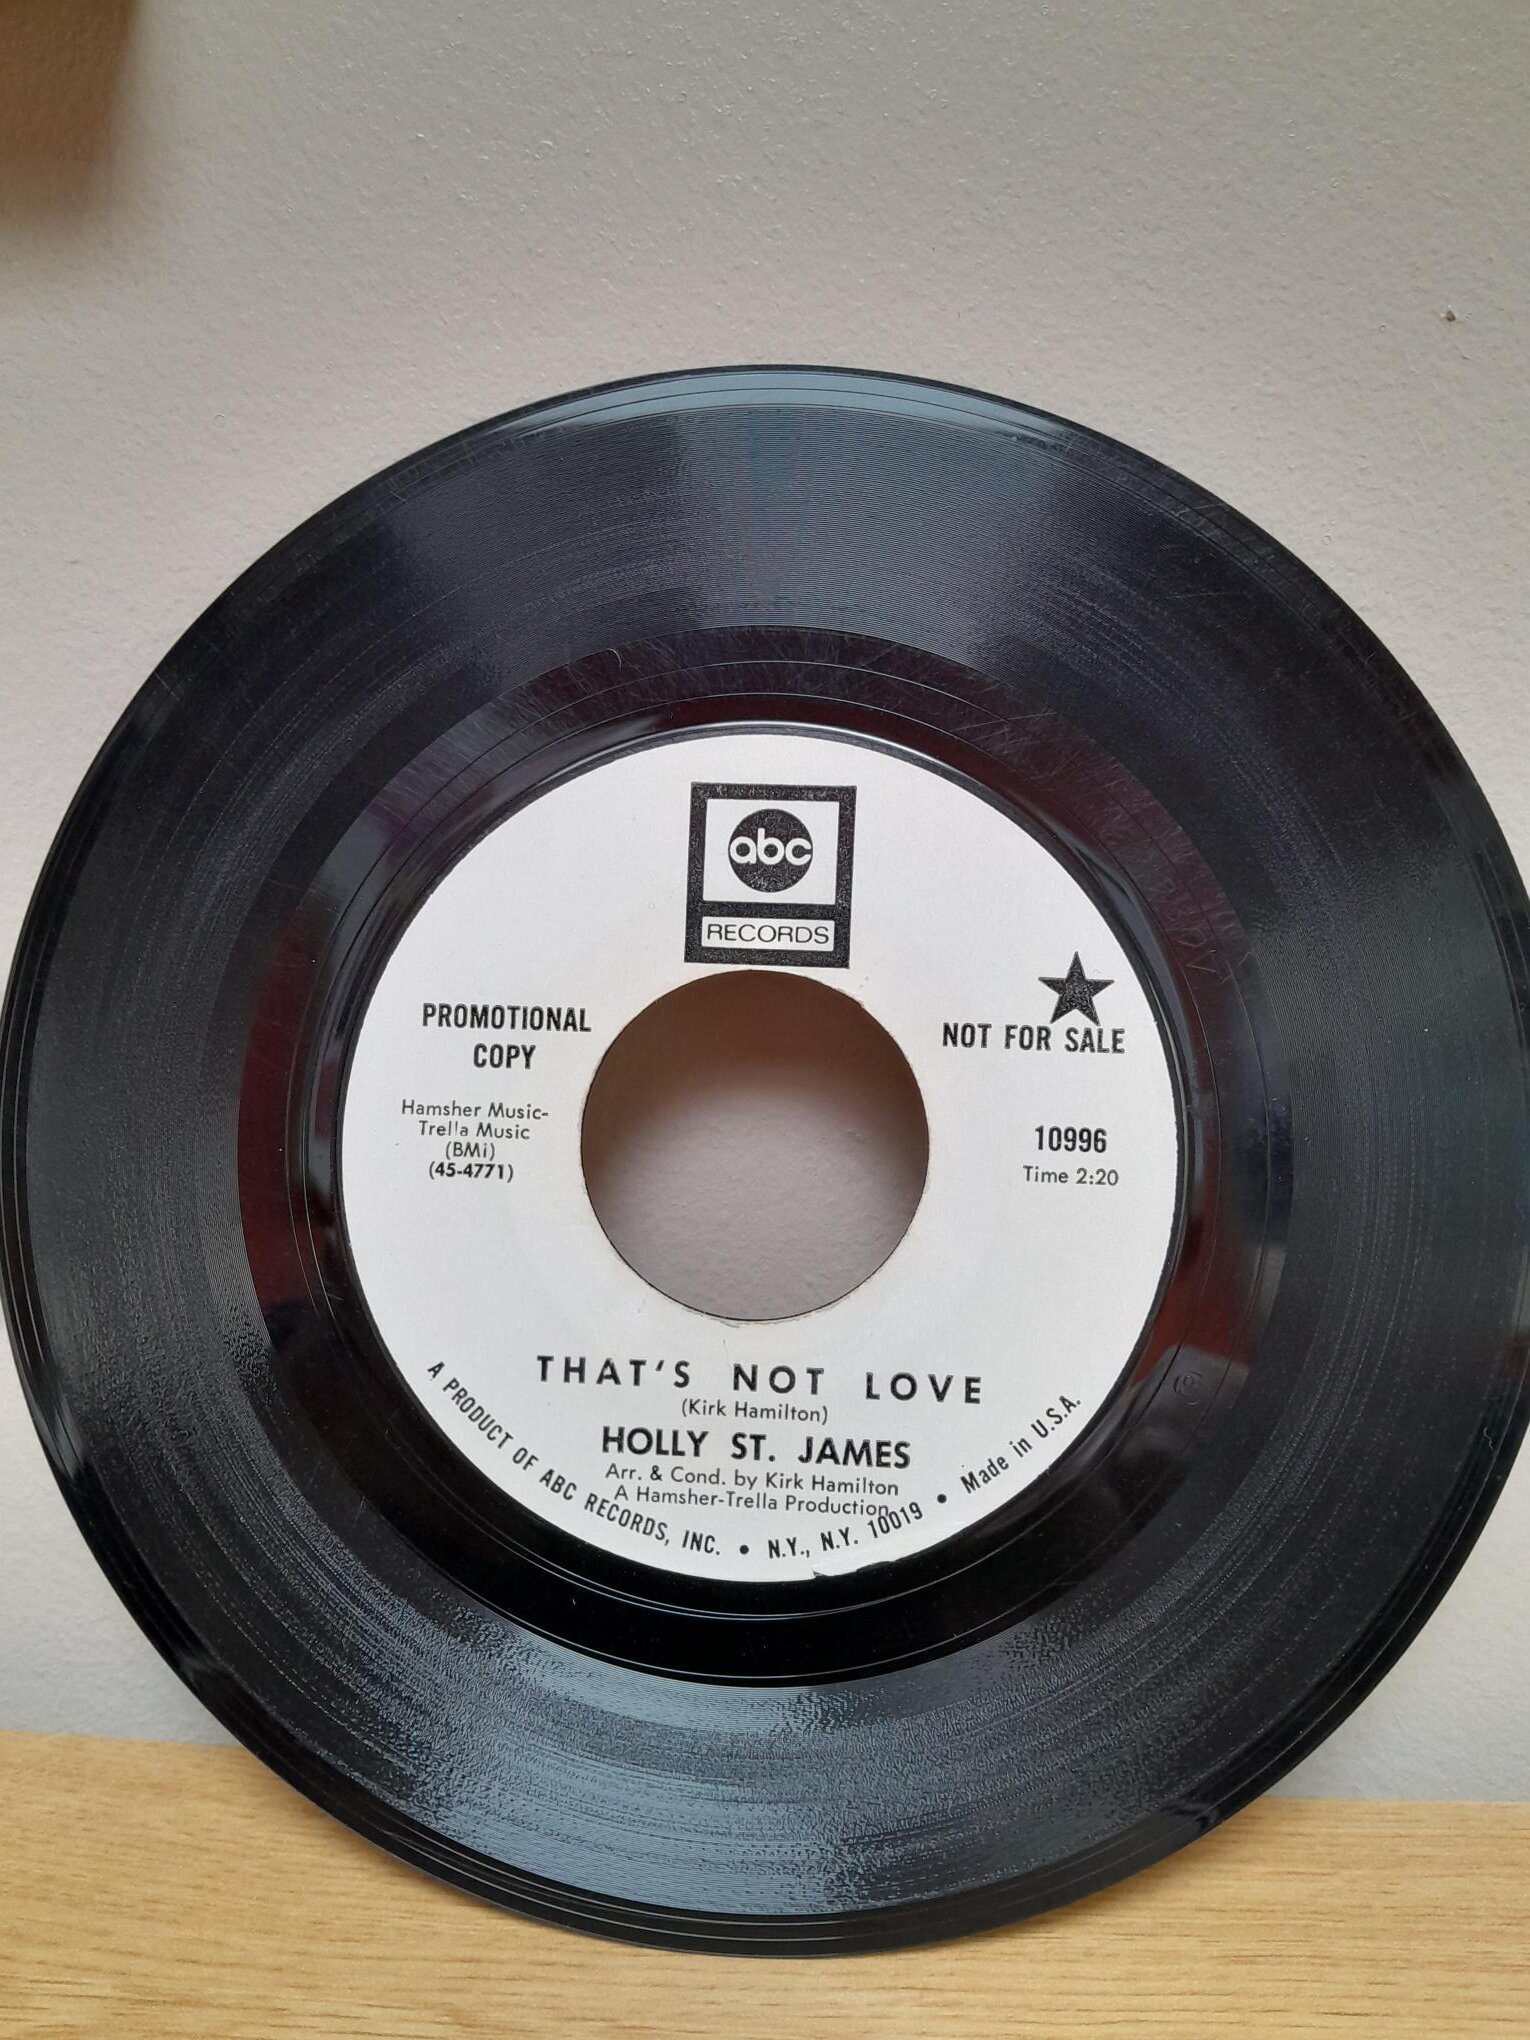 abc
RECORDS
PROMOTIONAL
COPY
NOT FOR SALE
Hamsher Music-
Trella Music
(BMI)
(45-4771)
10996
Time 2:20
THAT'S NOT LOVE
(Kirk Hamilton)
HOLLY ST. JAMES
Arr. & Cond. by Kirk Hamilton
A Hamsher-Trella Production
A PRODUCT OF ABC RECORDS, INC. • N.Y., N.Y. 10019 • Made in U.S.A.